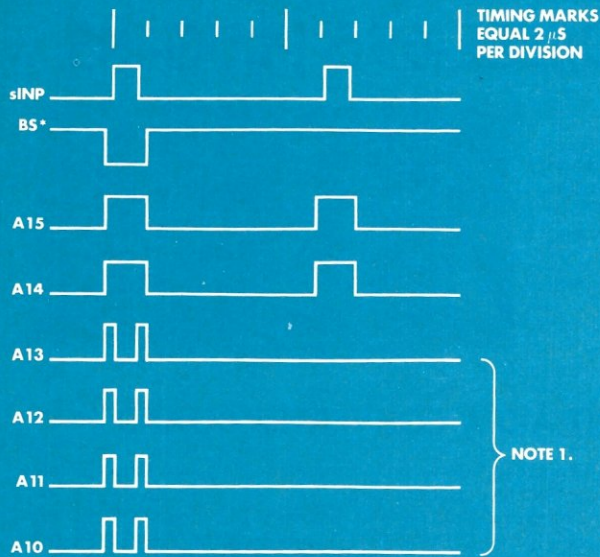 TIMING MARKS
EQUAL 2 μS
PER DIVISION
sINP
BS*
A15
A14
A13
A12
A11
A10
NOTE 1.